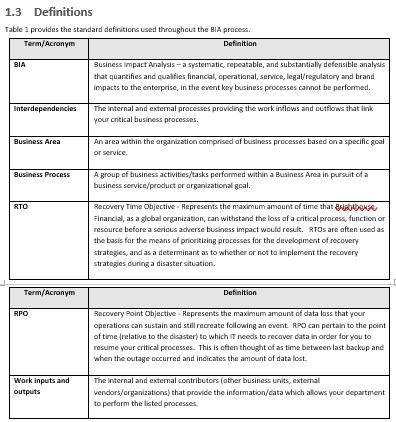 1.3 Definitions
Table 1 provides the standard definitions used throughout the BIA process.
Term/Acronym Definition
BIA Business Impact Analysis – a systematic, repeatable, and substantially defensible analysis
that quantifies and qualifies financial, operational, service, legal/regulatory and brand
impacts to the enterprise, in the event key business processes cannot be performed.
Interdependencies The internal and external processes providing the work inflows and outflows that link
your critical business processes.
Business Area An area within the organization comprised of business processes based on a specific goal
or service.
Business Process A group of business activities/tasks performed within a Business Area in pursuit of a
business service/product or organizational goal.
RTO Recovery Time Objective - Represents the maximum amount of time that Brighthouse
Financial, as a global organization, can withstand the loss of a critical process, function or
resource before a serious adverse business impact would result. RTOs are often used as
the basis for the means of prioritizing processes for the development of recovery
strategies, and as a determinant as to whether or not to implement the recovery
strategies during a disaster situation.
Term/Acronym Definition
RPO Recovery Point Objective - Represents the maximum amount of data loss that your
operations can sustain and still recreate following an event. RPO can pertain to the point
of time (relative to the disaster) to which IT needs to recover data in order for you to
resume your critical processes. This is often thought of as time between last backup and
when the outage occurred and indicates the amount of data lost.
Work inputs and The internal and external contributors (other business units, external
outputs vendors/organizations) that provide the information/data which allows your department
to perform the listed processes.